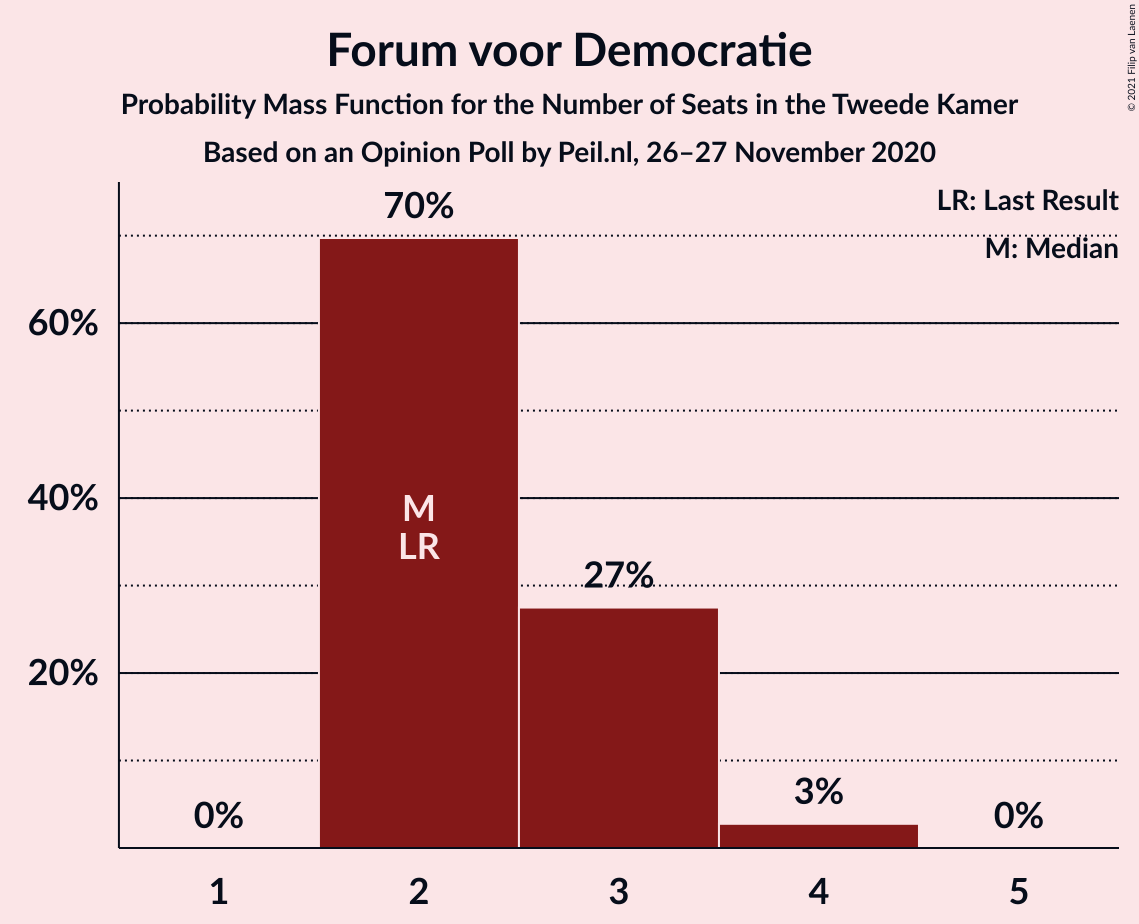 Forum voor Democratie
Probability Mass Function for the Number of Seats in the Tweede Kamer
Based on an Opinion Poll by Peil.nl, 26–27 November 2020
© 2021 Filip van Laenen
LR: Last Result
M: Median
70%
60%
40%
20%
M
LR
27%
0%
3%
0%
1 2 3 4 5